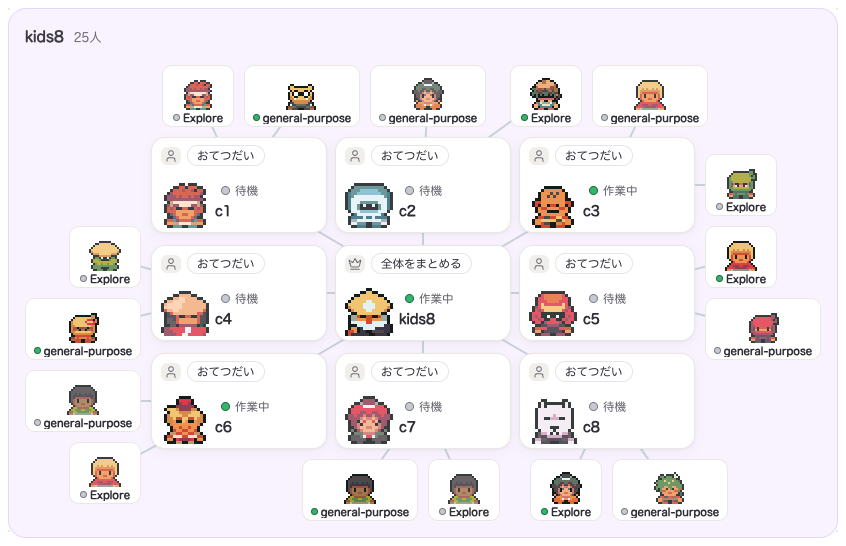 kids8 25人
Explore
general-purpose
general-purpose
Explore
general-purpose
おてつだい
待機
c1
おてつだい
待機
c2
おてつだい
作業中
c3
Explore
Explore
おてつだい
待機
c4
全体をまとめる
作業中
kids8
おてつだい
待機
c5
Explore
general-purpose
general-purpose
general-purpose
おてつだい
作業中
c6
おてつだい
待機
c7
おてつだい
待機
c8
Explore
general-purpose
Explore
Explore
general-purpose